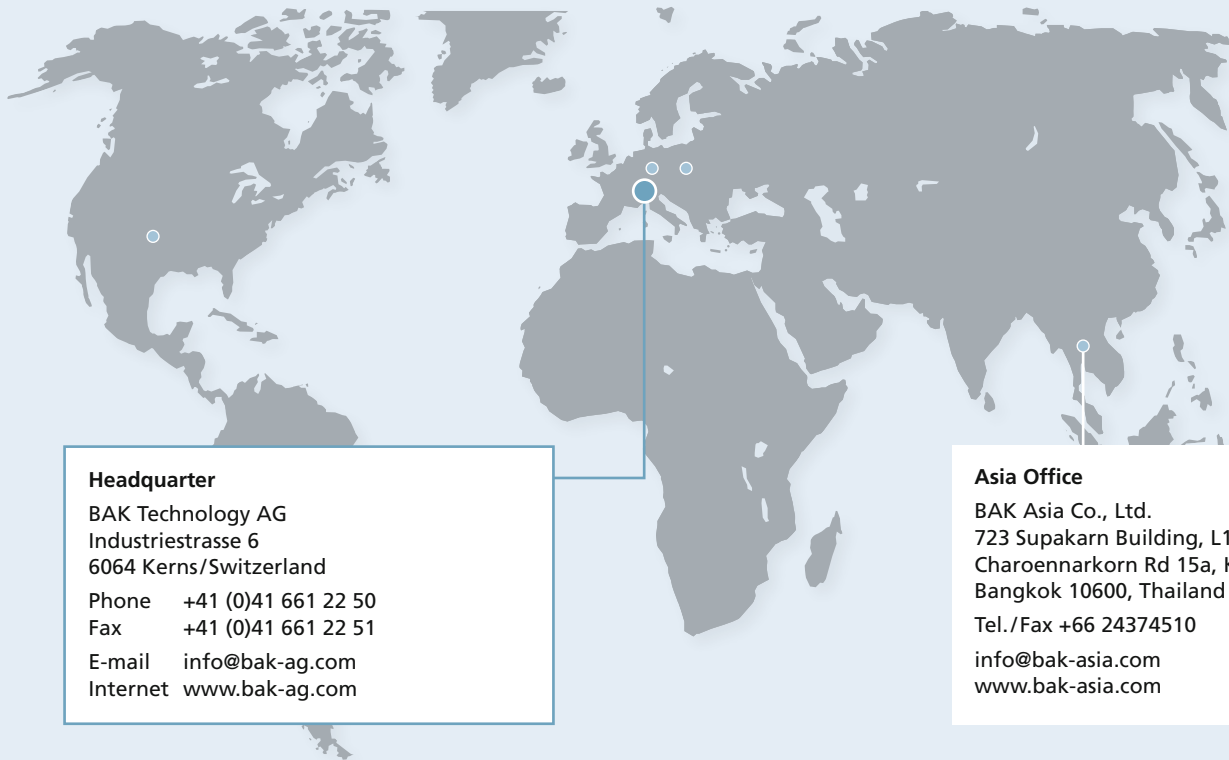 Headquarter
BAK Technology AG
Industriestrasse 6
6064 Kerns/Switzerland
Phone +41 (0)41 661 22 50
Fax +41 (0)41 661 22 51
E-mail info@bak-ag.com
Internet www.bak-ag.com
Asia Office
BAK Asia Co., Ltd.
723 Supakarn Building,
Charoennarkorn Rd 15a,
Bangkok 10600, Thailand
Tel./Fax +66 24374510
info@bak-asia.com
www.bak-asia.com